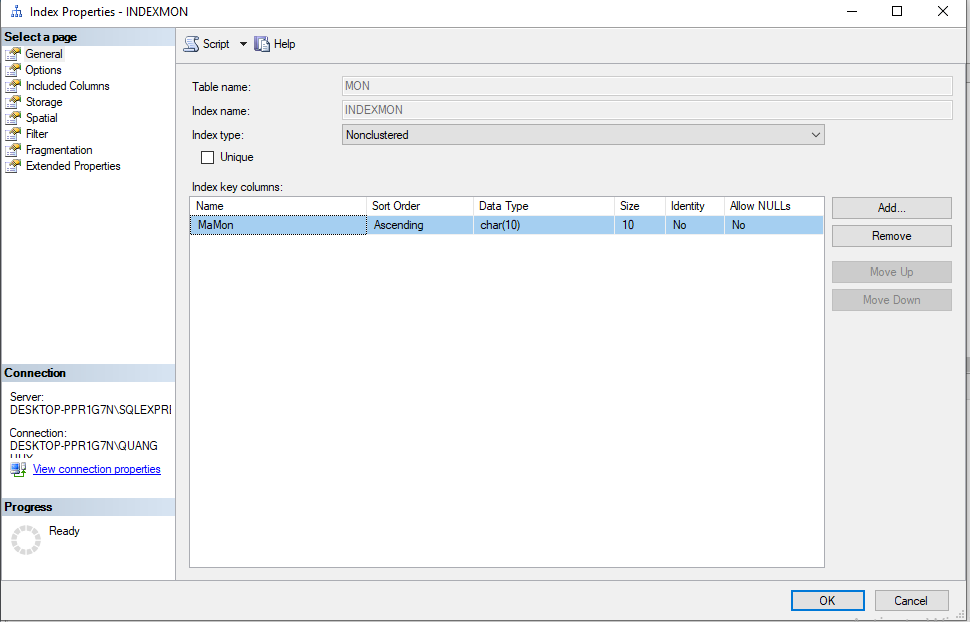 Index Properties - INDEXMON
Select a page
General
Options
Included Columns
Storage
Spatial
Filter
Fragmentation
Extended Properties
Connection
Server:
DESKTOP-PPR1G7N\SQLEXPRI
Connection:
DESKTOP-PPR1G7N\QUANG
View connection properties
Progress
Ready
Script Help
Table name: MON
Index name: INDEXMON
Index type: Nonclustered
Unique
Index key columns:
Name Sort Order Data Type Size Identity Allow NULLs
MaMon Ascending char(10) 10 No No
Add...
Remove
Move Up
Move Down
OK Cancel